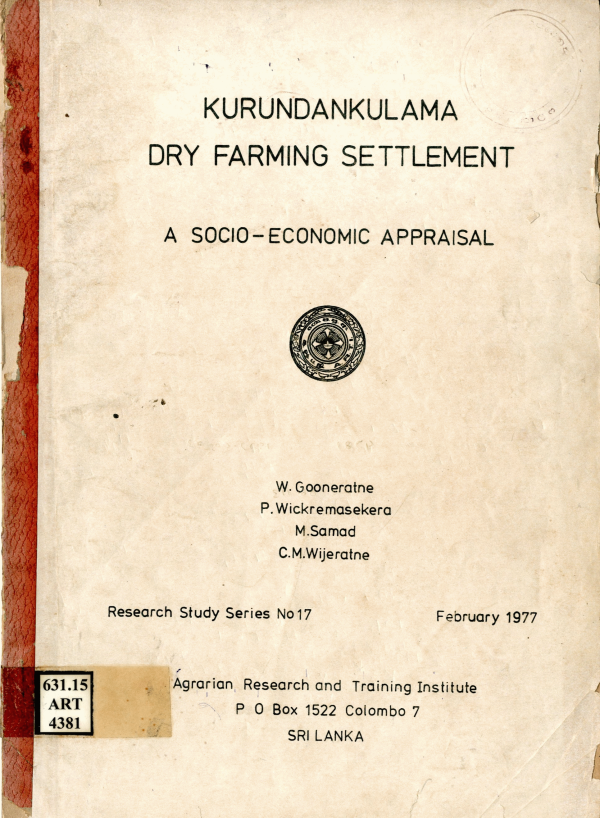 KURUNDANKULAMA
DRY FARMING SETTLEMENT
A SOCIO-ECONOMIC APPRAISAL
W. Gooneratne
P. Wickremasekera
M. Samad
C.M. Wijeratne
Research Study Series No 17
February 1977
631.15
ART
4381
Agrarian Research and Training Institute
P O Box 1522 Colombo 7
SRI LANKA